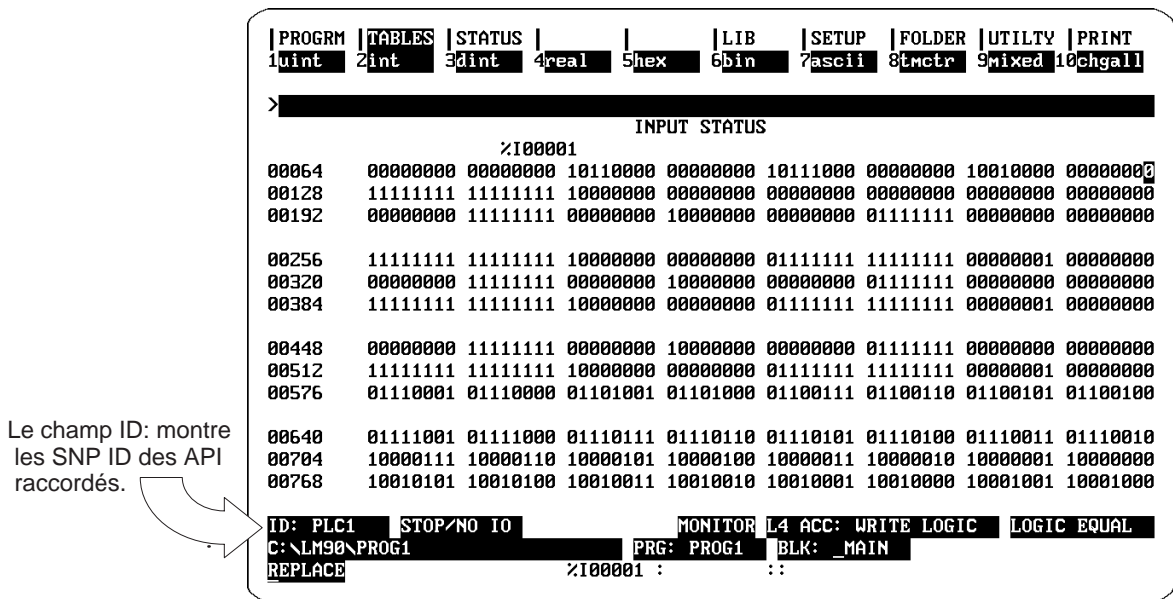 |PROGRM |TABLES |STATUS | | |LIB |SETUP |FOLDER |UTILTY |PRINT
1uint 2int 3dint 4real 5hex 6bin 7ascii 8tmctr 9mixed 10chgall
>
INPUT STATUS
%I00001
00064 00000000 00000000 10110000 00000000 10111000 00000000 10010000 00000000
00128 11111111 11111111 10000000 00000000 00000000 00000000 00000000 00000000
00192 00000000 11111111 00000000 10000000 00000000 01111111 00000000 00000000
00256 11111111 11111111 10000000 00000000 01111111 11111111 00000001 00000000
00320 00000000 11111111 00000000 10000000 00000000 01111111 00000000 00000000
00384 11111111 11111111 10000000 00000000 01111111 11111111 00000001 00000000
00448 00000000 11111111 00000000 10000000 00000000 01111111 00000000 00000000
00512 11111111 11111111 10000000 00000000 01111111 11111111 00000001 00000000
00576 01110001 01110000 01101001 01101000 01100111 01100110 01100101 01100100
00640 01111001 01111000 01110111 01110110 01110101 01110100 01110011 01110010
00704 10000111 10000110 10000101 10000100 10000011 10000010 10000001 10000000
00768 10010101 10010100 10010011 10010010 10010001 10010000 10001001 10001000
Le champ ID: montre
les SNP ID des API
raccordés.
ID: PLC1 STOP/NO IO MONITOR L4 ACC: WRITE LOGIC LOGIC EQUAL
C:\LM90\PROG1 PRG: PROG1 BLK: _MAIN
REPLACE %I00001 : ::